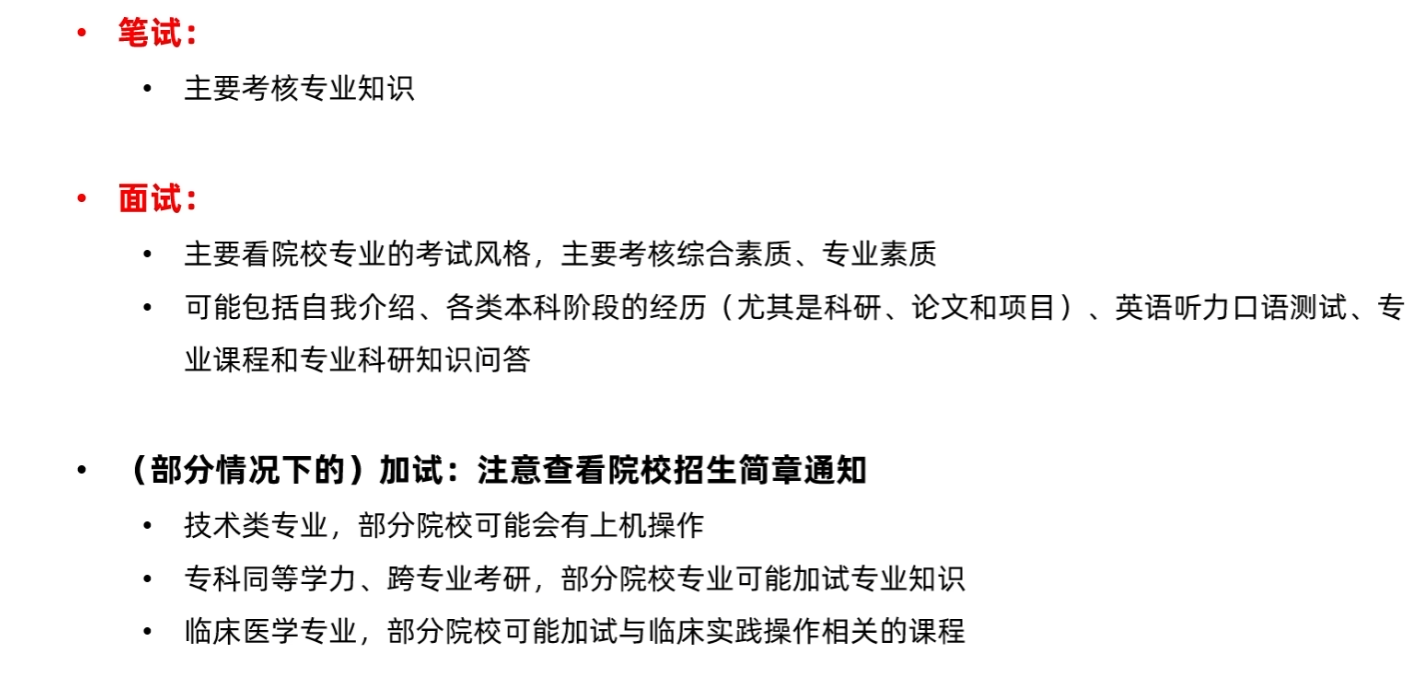 • 笔试：
• 主要考核专业知识
• 面试：
• 主要看院校专业的考试风格，主要考核综合素质、专业素质
• 可能包括自我介绍、各类本科阶段的经历（尤其是科研、论文和项目）、英语听力口语测试、专
业课程和专业科研知识问答
• （部分情况下的）加试：注意查看院校招生简章通知
• 技术类专业，部分院校可能会有上机操作
• 专科同等学力、跨专业考研，部分院校专业可能加试专业知识
• 临床医学专业，部分院校可能加试与临床实践操作相关的课程